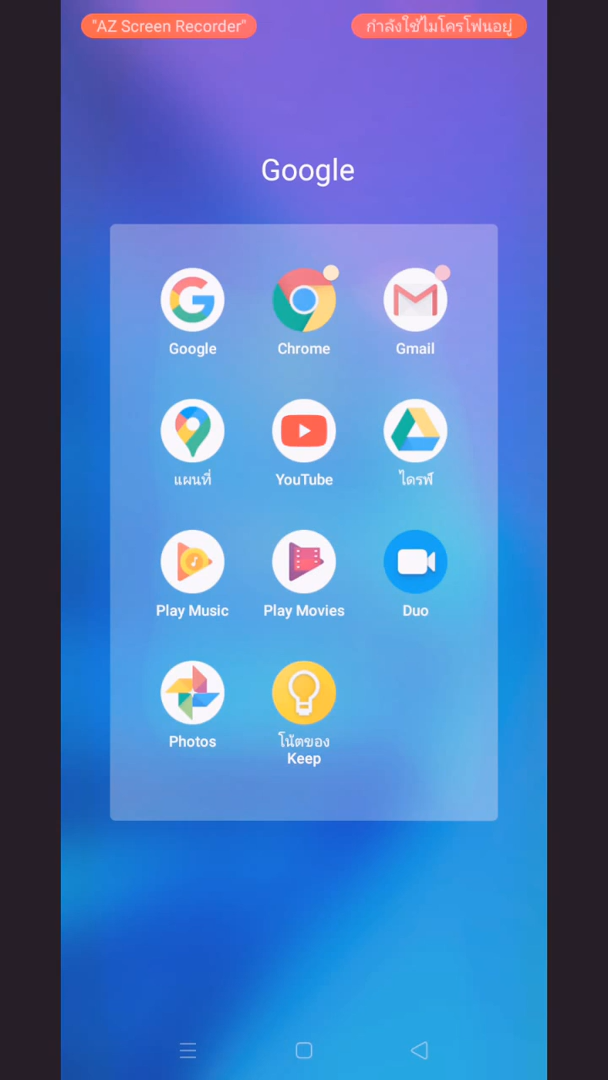 "AZ Screen Recorder" กำลังใช้ไมโครโฟนอยู่
Google
Google Chrome Gmail
แผนที่ YouTube ไดรฟ์
Play Music Play Movies Duo
Photos โน้ตของ
Keep